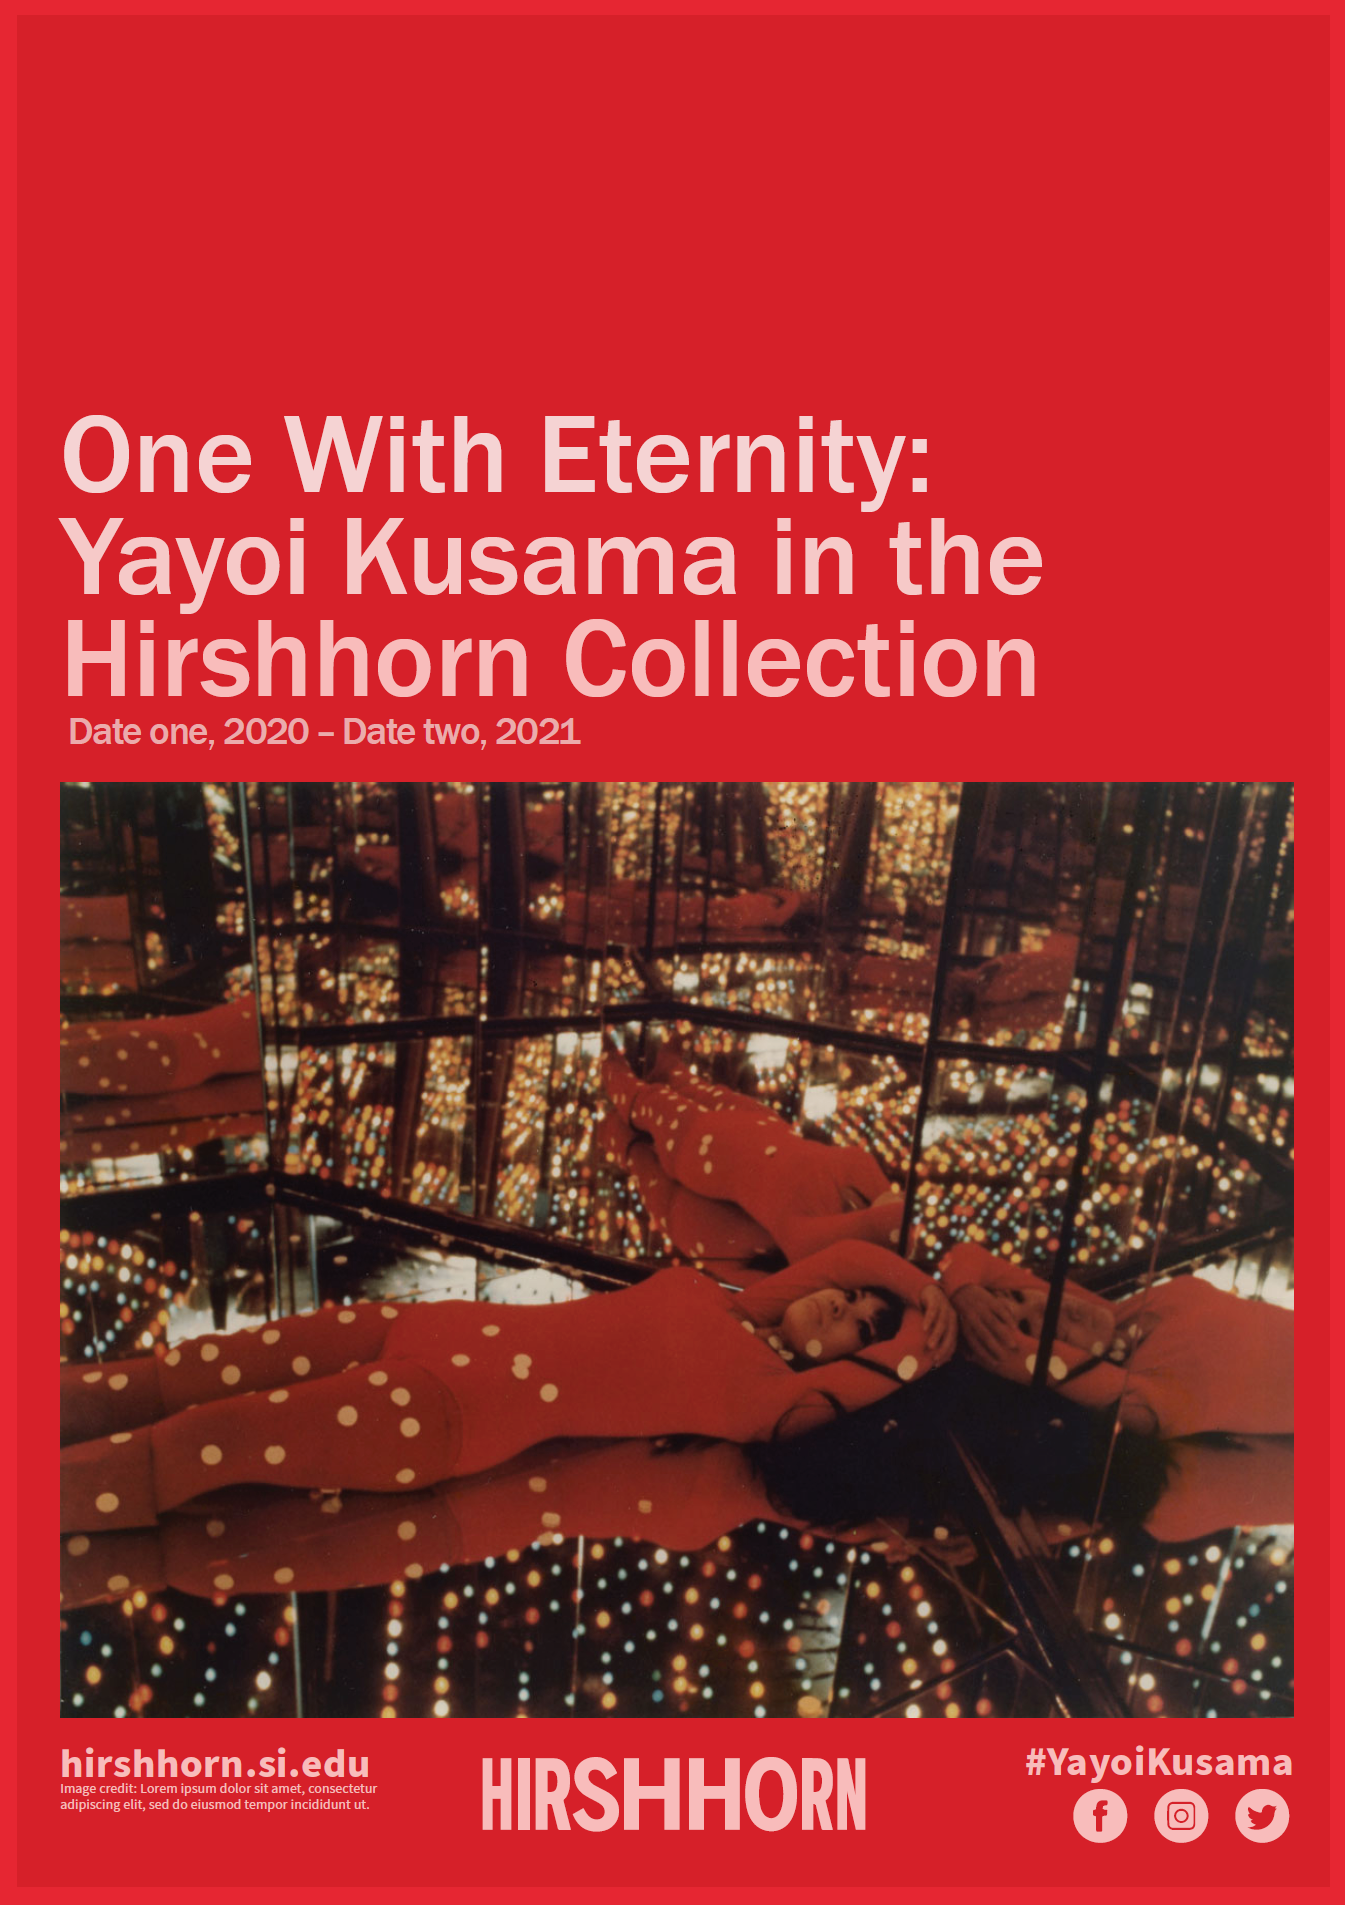 One With Eternity:
Yayoi Kusama in the
Hirshhorn Collection
Date one, 2020 – Date two, 2021
hirshhorn.si.edu
Image credit: Lorem ipsum dolor sit amet, consectetur
adipiscing elit, sed do eiusmod tempor incididunt ut.
HIRSHHORN
#YayoiKusama